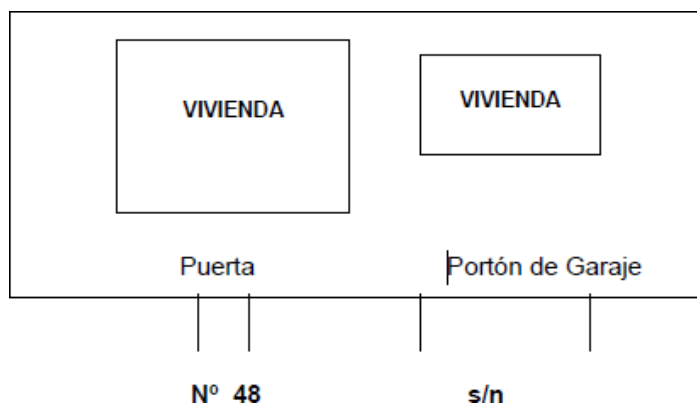 VIVIENDA
VIVIENDA
Puerta
Portón de Garaje
Nº 48
s/n